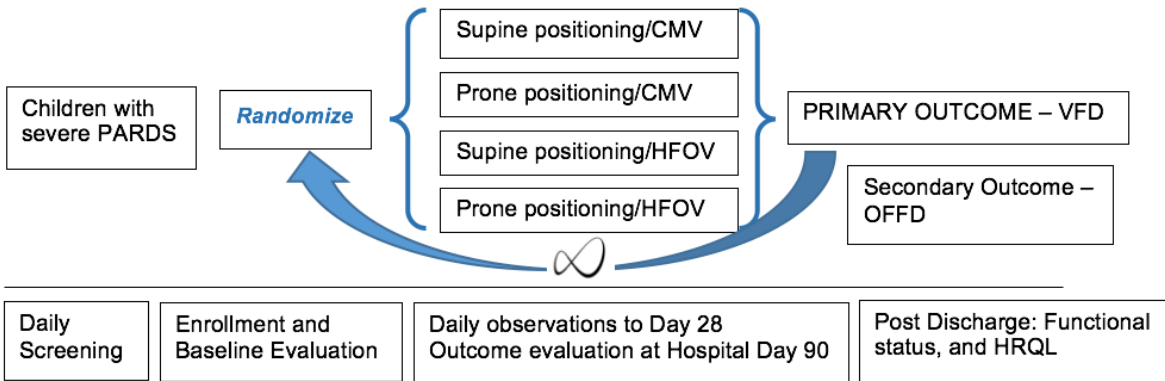 Children with
severe PARDS
Randomize
Supine positioning/CMV
Prone positioning/CMV
Supine positioning/HFOV
Prone positioning/HFOV
PRIMARY OUTCOME – VFD
Secondary Outcome –
OFFD
∞
Daily
Screening
Enrollment and
Baseline Evaluation
Daily observations to Day 28
Outcome evaluation at Hospital Day 90
Post Discharge: Functional
status, and HRQL